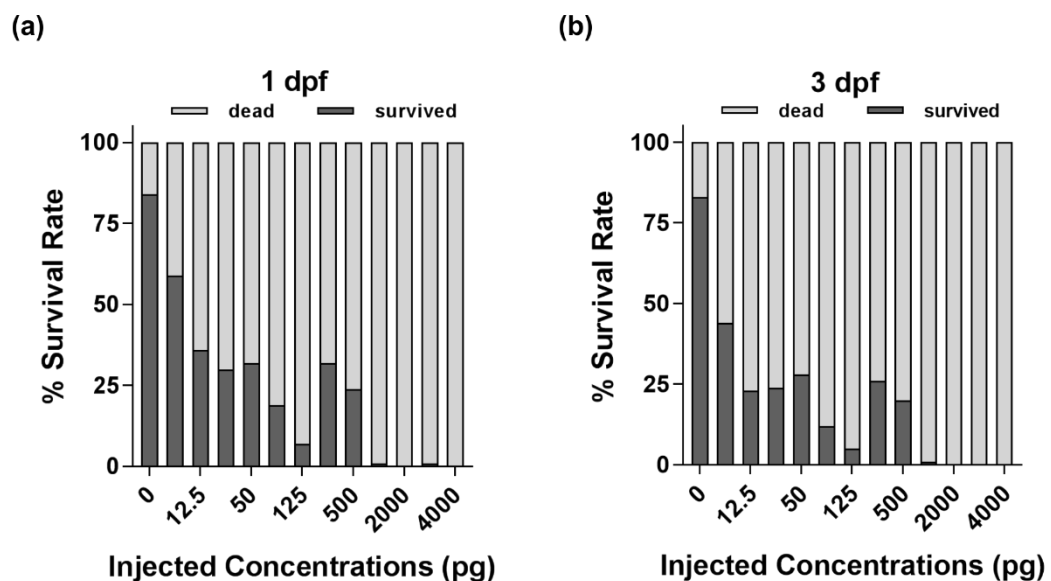 (a)
1 dpf
dead survived
% Survival Rate
100
75
50
25
0
0 12.5 50 125 500 2000 4000
Injected Concentrations (pg)
(b)
3 dpf
dead survived
% Survival Rate
100
75
50
25
0
0 12.5 50 125 500 2000 4000
Injected Concentrations (pg)